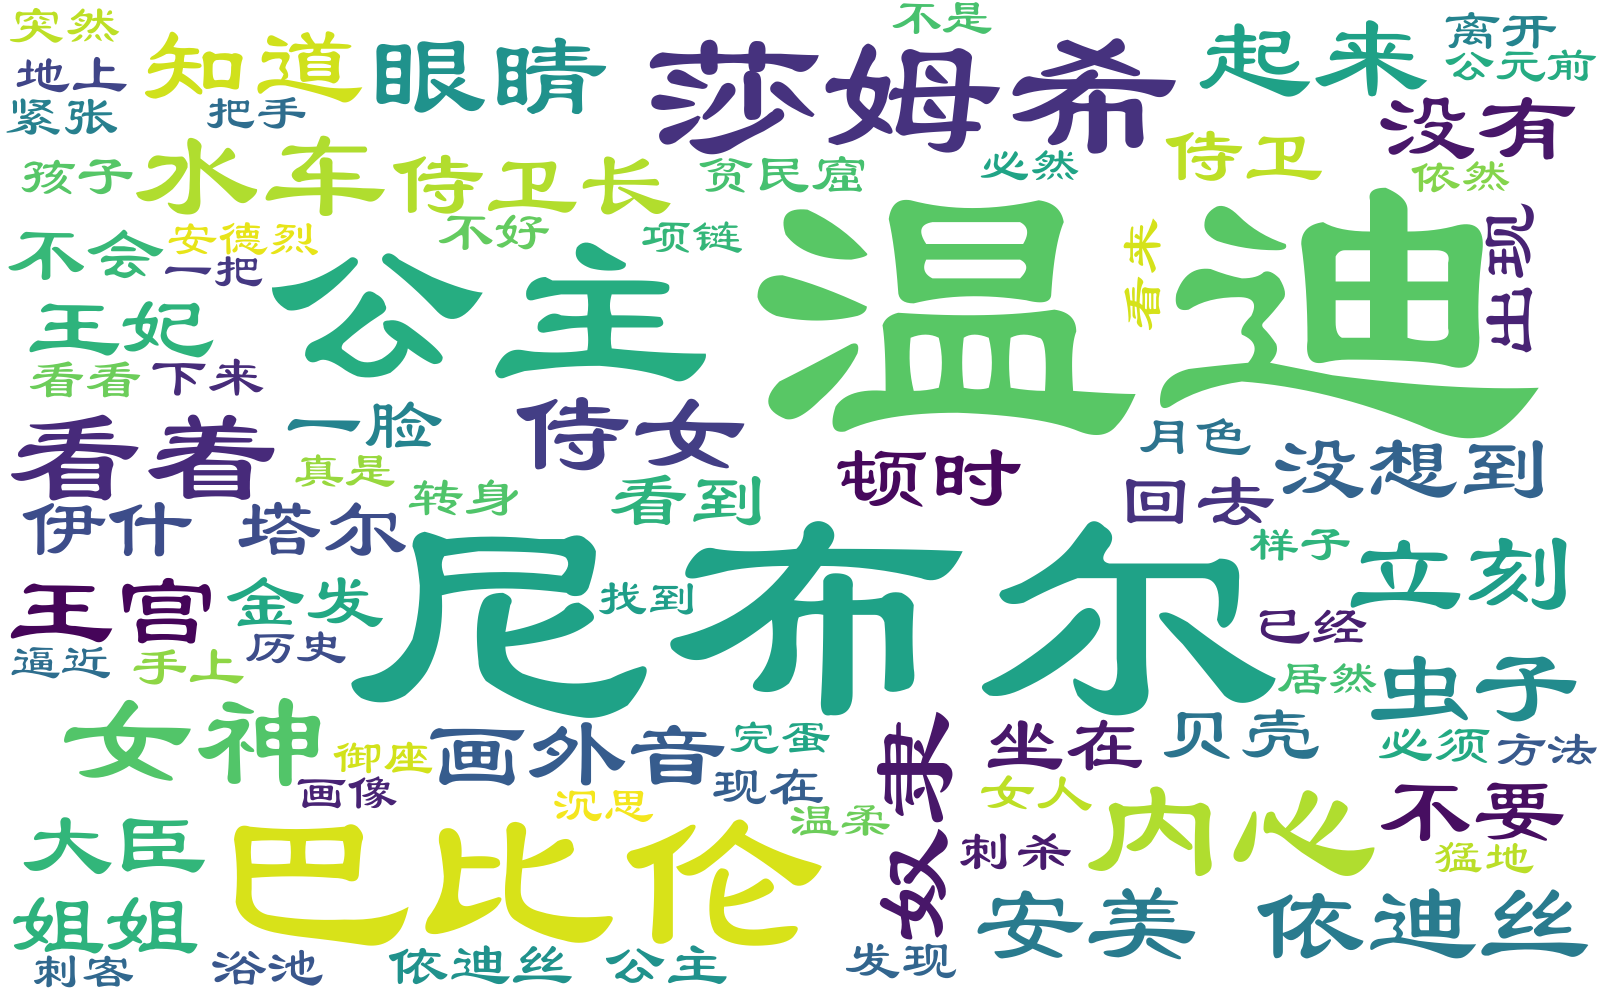 突然
不是
离开
知道
眼睛
莎姆希
起来
地上
公元前
紧张
把手
没有
水车
侍卫长
贫民窟
必然
侍卫
孩子
依然
温迪
不会
安德烈
不好
项链
看来
出现
一把
公主
王妃
看看
下来
看着
一脸
侍女
真是
顿时
月色
没想到
转身
看到
回去
伊什 塔尔
尼布尔
样子
立刻
王宫
金发
找到
已经
历史
逼近
手上
居然
虫子
女神
御座
画外音
完蛋
奴隶
坐在
贝壳
必须
方法
画像
沉思
现在
温柔
女人
内心
不要
大臣
巴比伦
刺杀
猛地
姐姐
安美
依迪丝
刺客
浴池
依迪丝 公主
发现